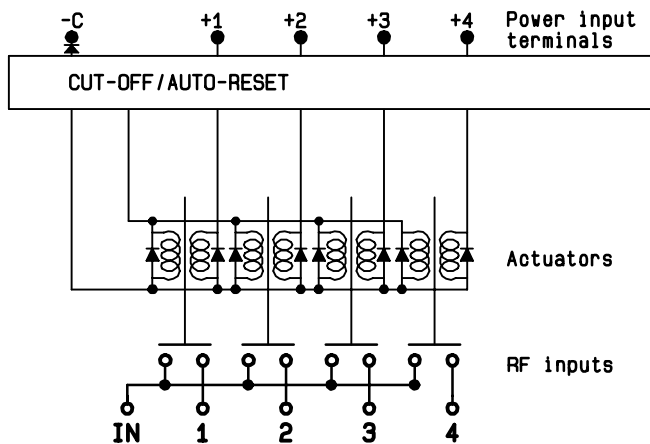 -C +1 +2 +3 +4 Power input
terminals
CUT-OFF/AUTO-RESET
Actuators
RF inputs
IN 1 2 3 4